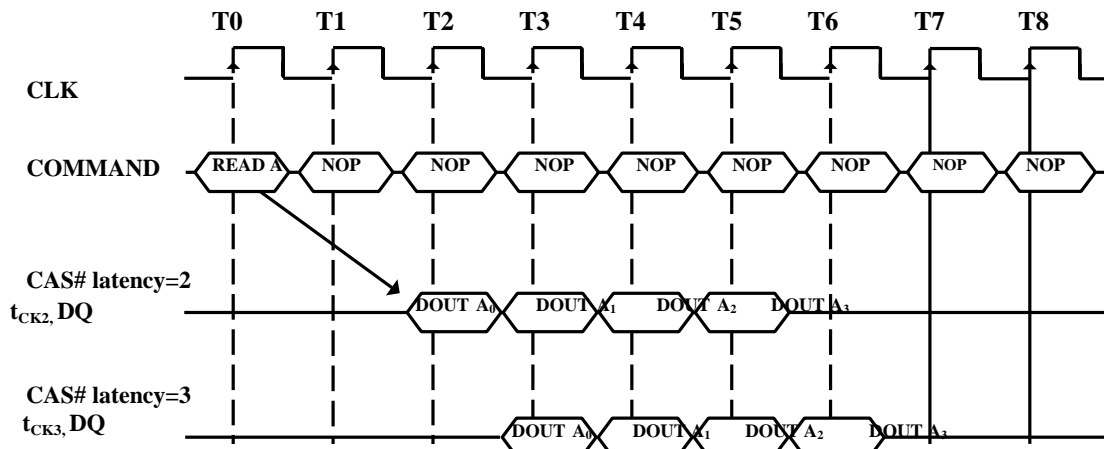 T0 T1 T2 T3 T4 T5 T6 T7 T8
CLK
COMMAND READ A NOP NOP NOP NOP NOP NOP NOP NOP
CAS# latency=2
tCK2, DQ DOUT A0 DOUT A1 DOUT A2 DOUT A3
CAS# latency=3
tCK3, DQ DOUT A0 DOUT A1 DOUT A2 DOUT A3